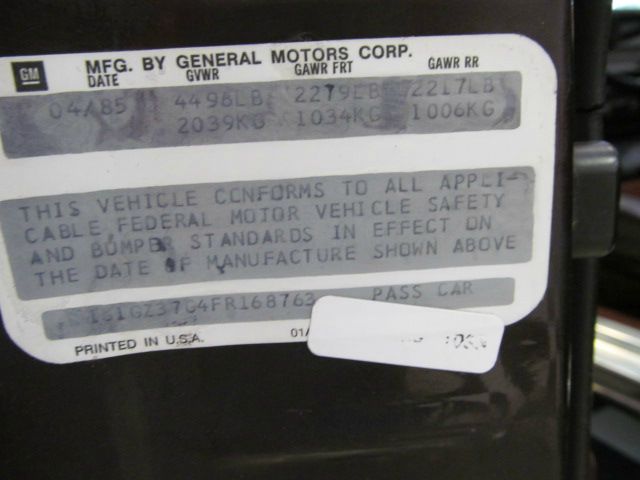 GM
MFG. BY GENERAL MOTORS CORP.
DATE GVWR GAWR FRT GAWR RR
04/85 4498LB 2279LB 2217LB
2039KG 1034KG 1006KG
THIS VEHICLE CONFORMS TO ALL APPLI-
CABLE FEDERAL MOTOR VEHICLE SAFETY
AND BUMPER STANDARDS IN EFFECT ON
THE DATE OF MANUFACTURE SHOWN ABOVE
1G1GZ37G4FR168763 PASS CAR
PRINTED IN U.S.A. 01/